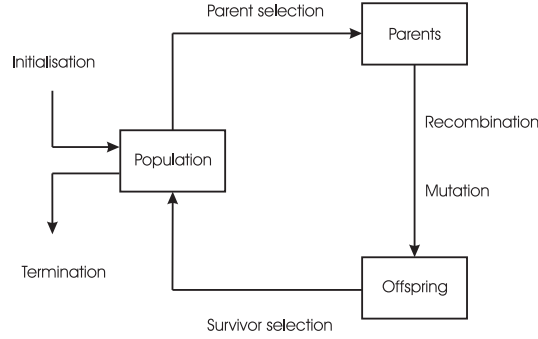 Parent selection
Parents
Initialisation
Recombination
Population
Mutation
Termination
Offspring
Survivor selection